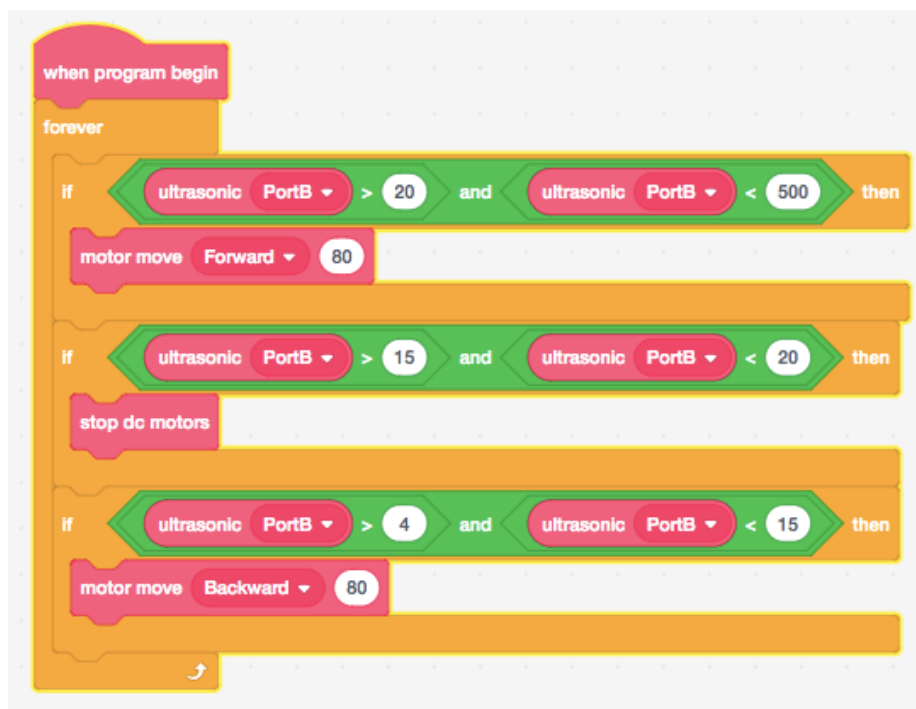 when program begin
forever
if ultrasonic PortB > 20 and ultrasonic PortB < 500 then
motor move Forward 80
if ultrasonic PortB > 15 and ultrasonic PortB < 20 then
stop dc motors
if ultrasonic PortB > 4 and ultrasonic PortB < 15 then
motor move Backward 80